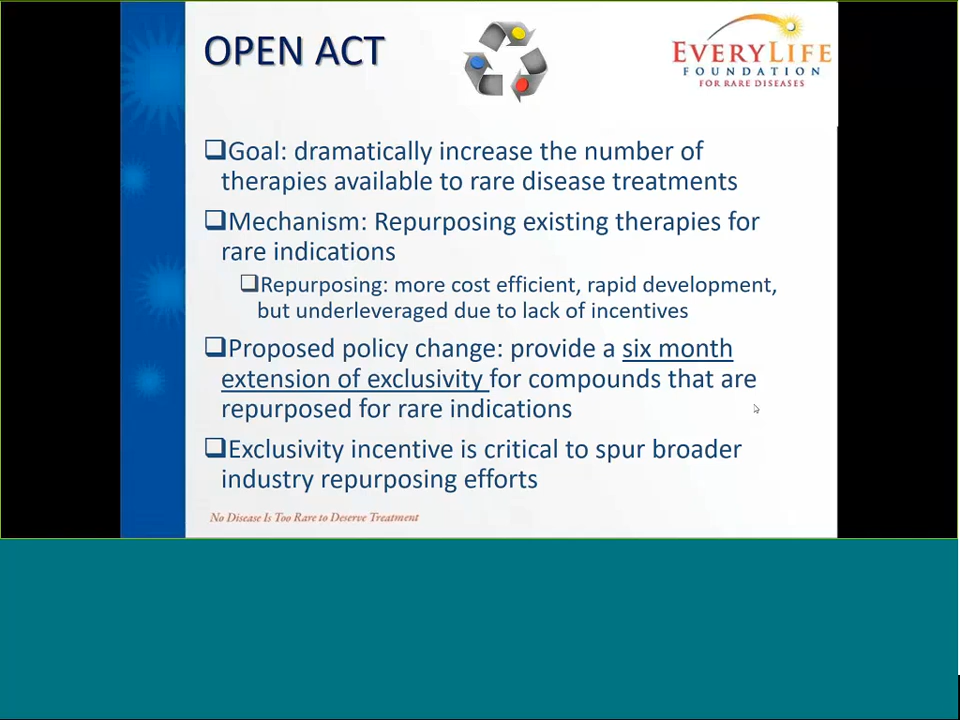 OPEN ACT
EVERYLIFE
FOUNDATION
FOR RARE DISEASES
❑Goal: dramatically increase the number of
therapies available to rare disease treatments
❑Mechanism: Repurposing existing therapies for
rare indications
❑Repurposing: more cost efficient, rapid development,
but underleveraged due to lack of incentives
❑Proposed policy change: provide a six month
extension of exclusivity for compounds that are
repurposed for rare indications
❑Exclusivity incentive is critical to spur broader
industry repurposing efforts
No Disease Is Too Rare to Deserve Treatment